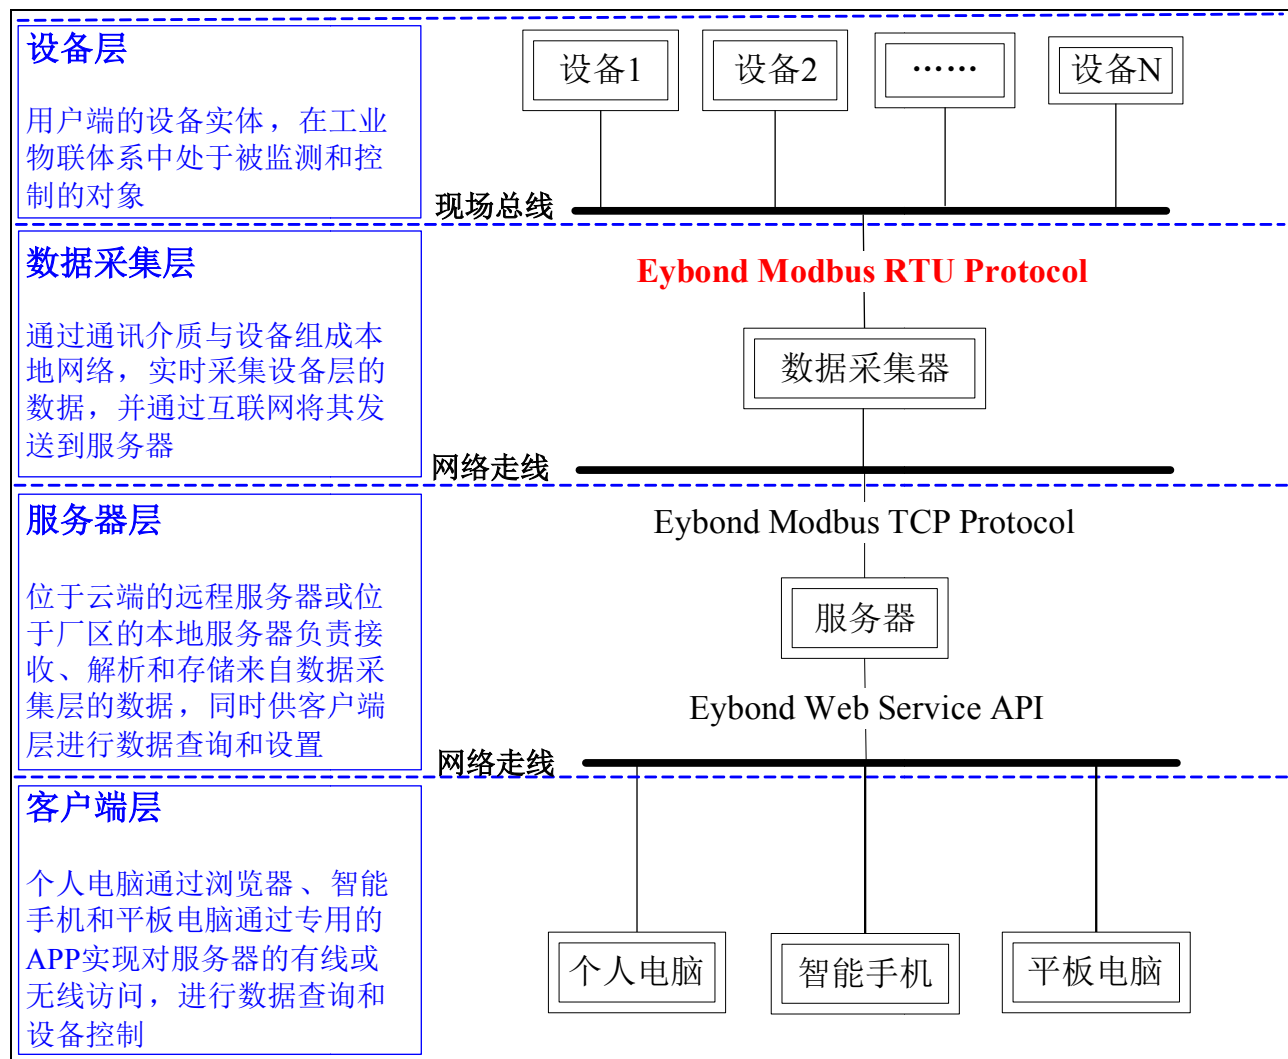 设备层
用户端的设备实体，在工业
物联体系中处于被监测和控
制的对象
设备1
设备2
……
设备N
现场总线
数据采集层
通过通讯介质与设备组成本
地网络，实时采集设备层的
数据，并通过互联网将其发
送到服务器
Eybond Modbus RTU Protocol
数据采集器
网络走线
服务器层
位于云端的远程服务器或位
于厂区的本地服务器负责接
收、解析和存储来自数据采
集层的数据，同时供客户端
层进行数据查询和设置
Eybond Modbus TCP Protocol
服务器
Eybond Web Service API
网络走线
客户端层
个人电脑通过浏览器、智能
手机和平板电脑通过专用的
APP实现对服务器的有线或
无线访问，进行数据查询和
设备控制
个人电脑
智能手机
平板电脑